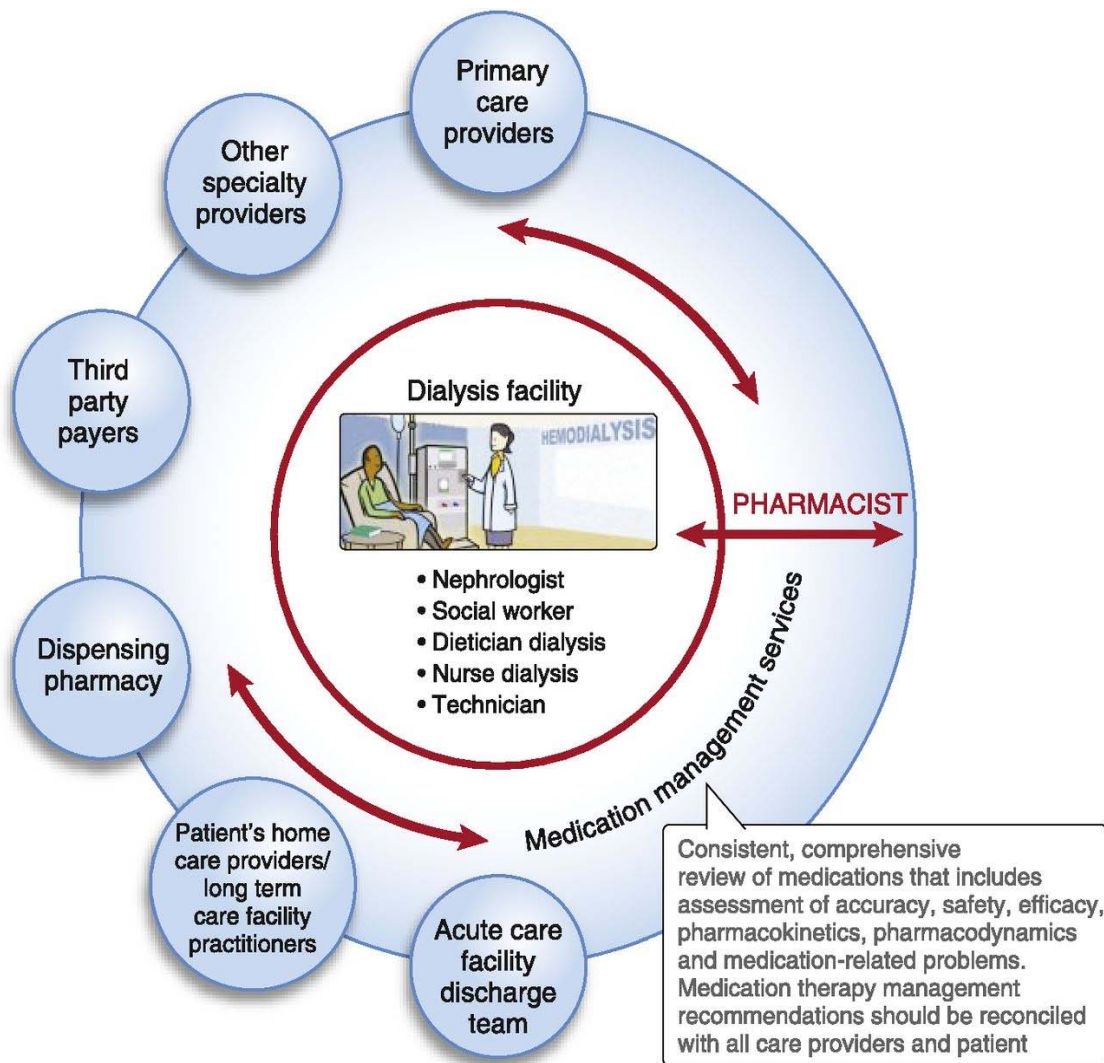 Primary
care
providers
Other
specialty
providers
Third
party
payers
Dispensing
pharmacy
Patient's home
care providers/
long term
care facility
practitioners
Acute care
facility
discharge
team
Dialysis facility
HEMODIALYSIS
• Nephrologist
• Social worker
• Dietician dialysis
• Nurse dialysis
• Technician
PHARMACIST
Medication management services
Consistent, comprehensive
review of medications that includes
assessment of accuracy, safety, efficacy,
pharmacokinetics, pharmacodynamics
and medication-related problems.
Medication therapy management
recommendations should be reconciled
with all care providers and patient